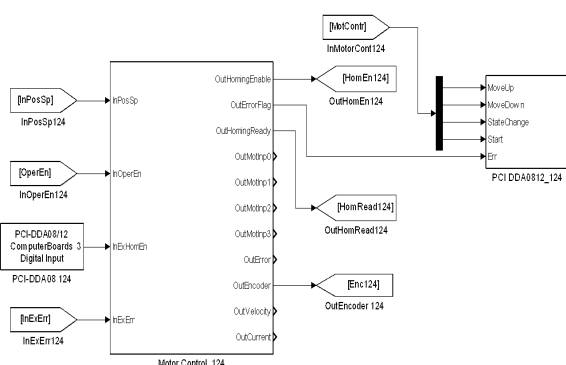 [MotContr]
InMotorCont124
OutHomingEnable
[HomEn124]
OutHomEn124
MoveUp
MoveDown
StateChange
Start
Err
PCI DDA0812_124
[InPosSp]
InPosSp124
InPosSp
OutErrorFlag
OutHomingReady
OutMotInp0
[OperEn]
InOperEn124
InOperEn
OutMotInp1
OutMotInp2
OutMotInp3
[HomRead124]
OutHomRead124
PCI-DDA08/12
ComputerBoards 3
Digital Input
PCI-DDA08 124
InExHomEn
OutError
OutEncoder
[Enc124]
OutEncoder 124
[InExErr]
InExErr124
InExErr
OutVelocity
OutCurrent
Motor Control_124